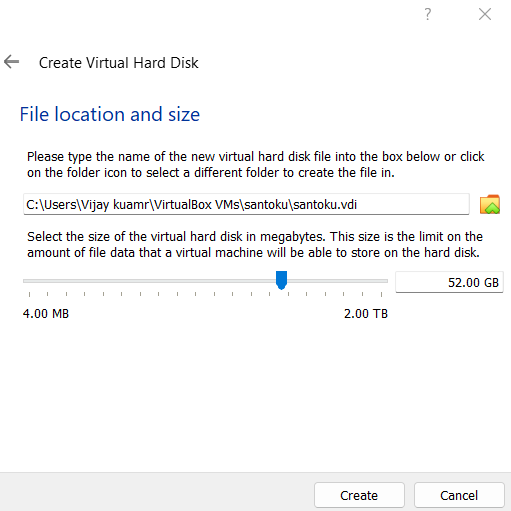 ?
Create Virtual Hard Disk
File location and size
Please type the name of the new virtual hard disk file into the box below or click
on the folder icon to select a different folder to create the file in.
C:\Users\Vijay kuamr\VirtualBox VMs\santoku\santoku.vdi
Select the size of the virtual hard disk in megabytes. This size is the limit on the
amount of file data that a virtual machine will be able to store on the hard disk.
52.00 GB
4.00 MB 2.00 TB
Create Cancel